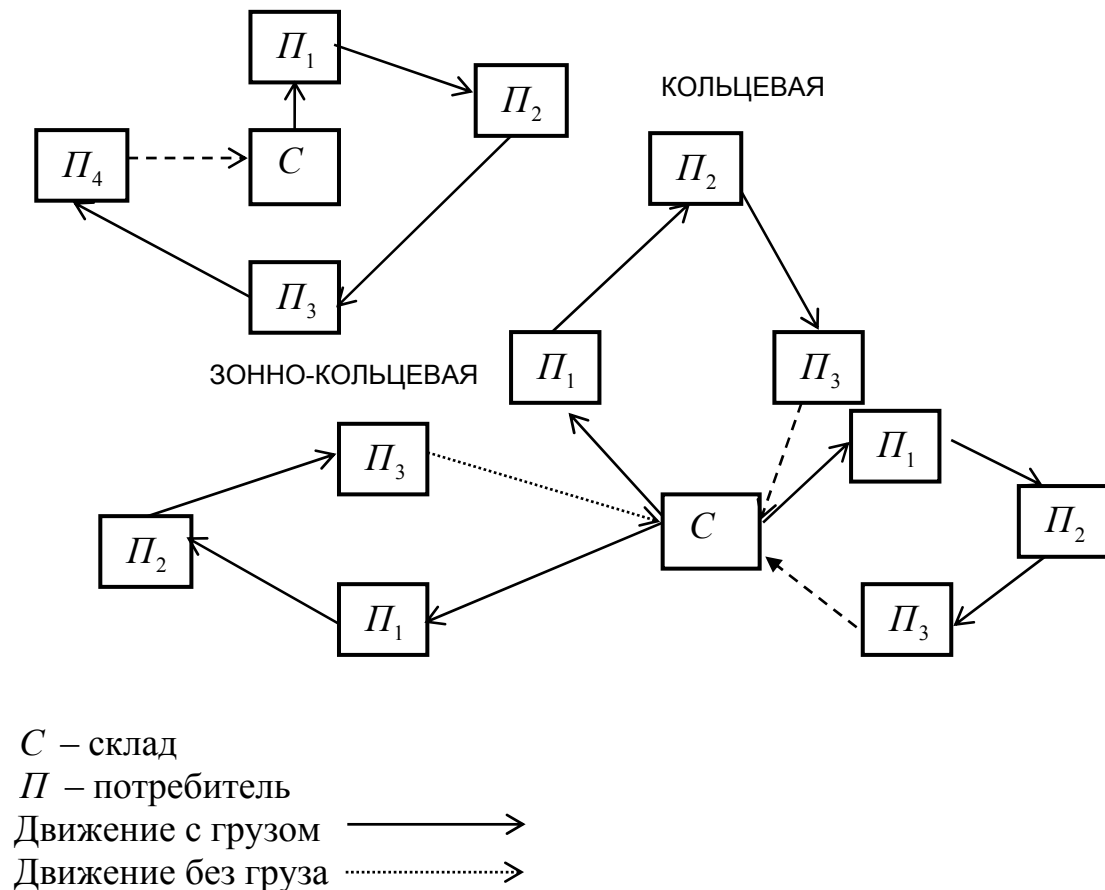 П₁
П₂
КОЛЬЦЕВАЯ
П₄
С
П₂
П₃
П₁
П₃
ЗОННО-КОЛЬЦЕВАЯ
П₃
П₁
П₂
С
П₂
П₁
П₃
С – склад
П – потребитель
Движение с грузом
Движение без груза